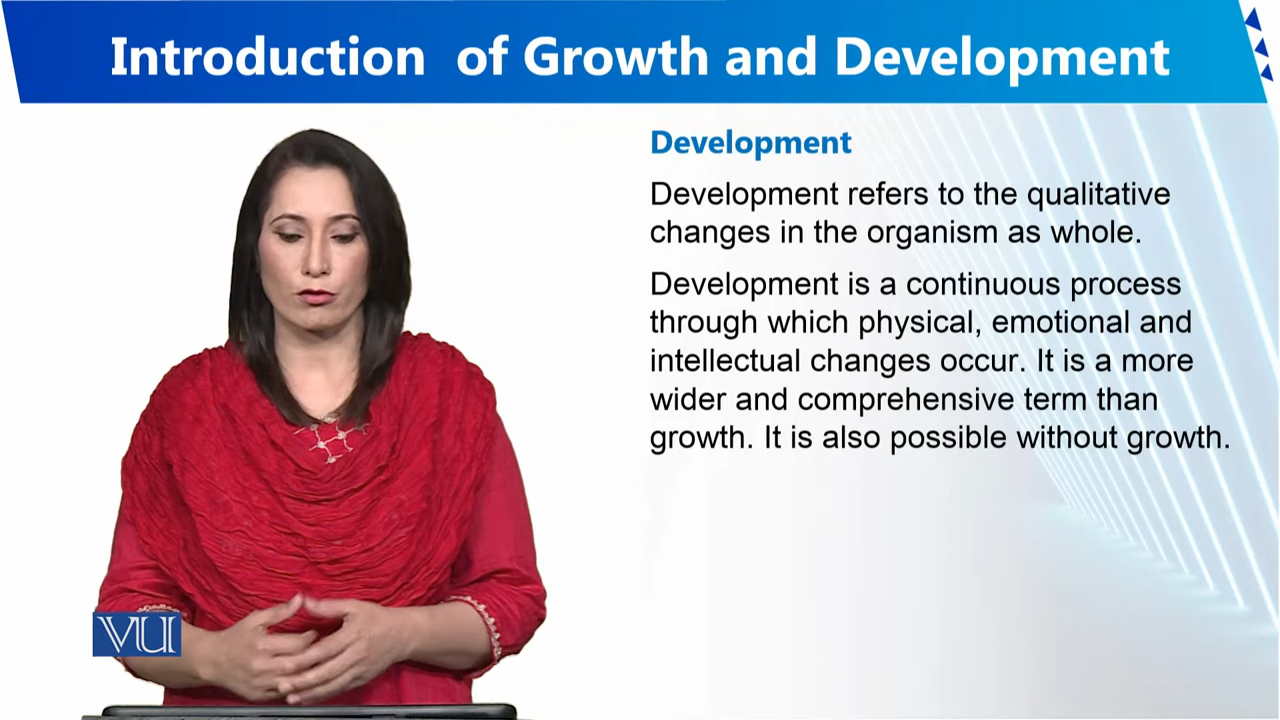 Introduction of Growth and Development
Development
Development refers to the qualitative
changes in the organism as whole.
Development is a continuous process
through which physical, emotional and
intellectual changes occur. It is a more
wider and comprehensive term than
growth. It is also possible without growth.
VU